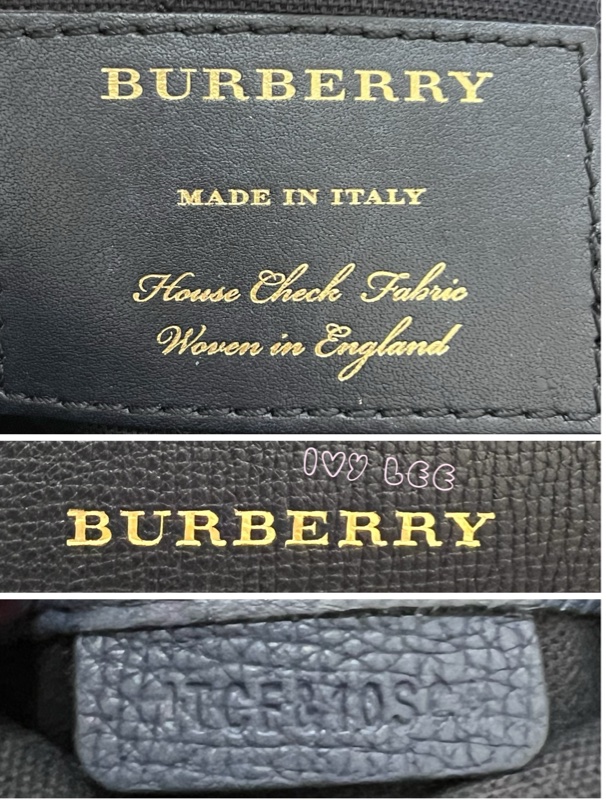 BURBERRY
MADE IN ITALY
House Check Fabric
Woven in England
IVY LEE
BURBERRY